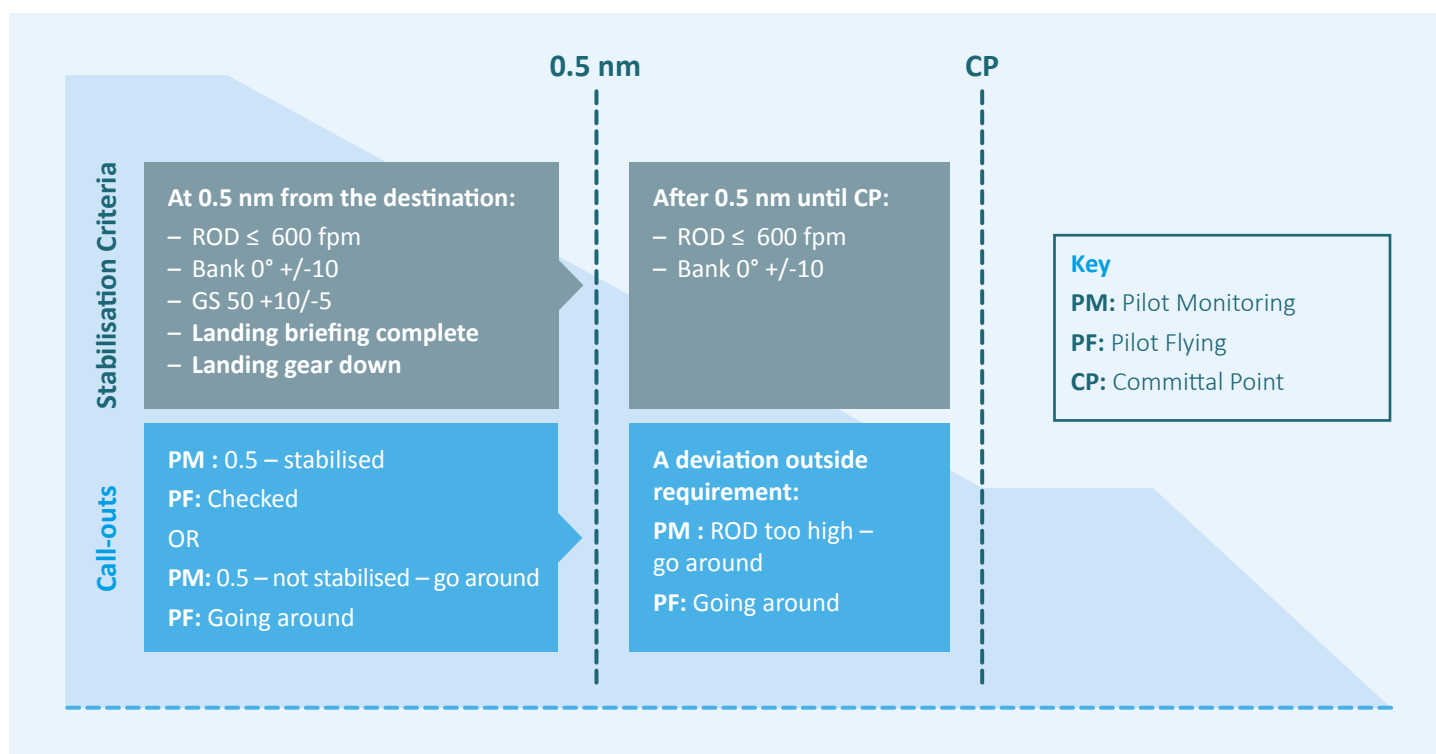 0.5 nm
CP
Stabilisation Criteria
At 0.5 nm from the destination:
– ROD ≤ 600 fpm
– Bank 0° +/-10
– GS 50 +10/-5
– Landing briefing complete
– Landing gear down
After 0.5 nm until CP:
– ROD ≤ 600 fpm
– Bank 0° +/-10
Key
PM: Pilot Monitoring
PF: Pilot Flying
CP: Committal Point
Call-outs
PM : 0.5 – stabilised
PF: Checked
OR
PM: 0.5 – not stabilised – go around
PF: Going around
A deviation outside
requirement:
PM : ROD too high –
go around
PF: Going around